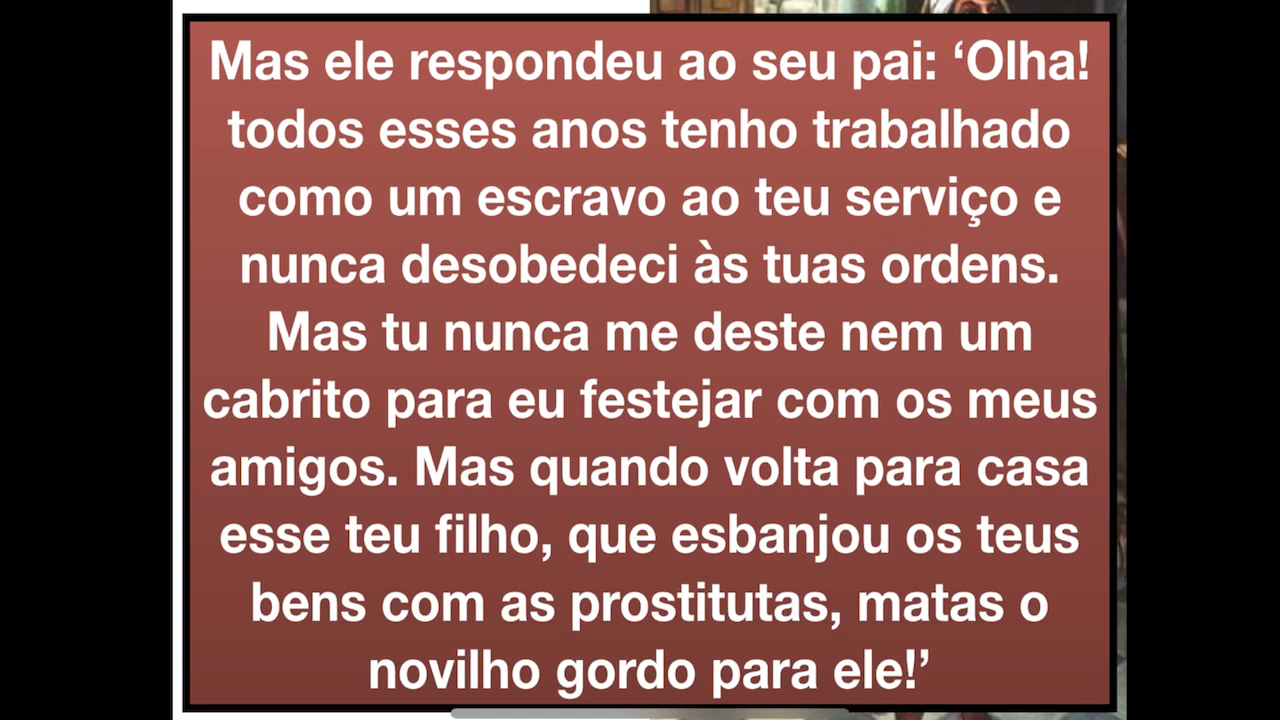 Mas ele respondeu ao seu pai: ‘Olha!
todos esses anos tenho trabalhado
como um escravo ao teu serviço e
nunca desobedeci às tuas ordens.
Mas tu nunca me deste nem um
cabrito para eu festejar com os meus
amigos. Mas quando volta para casa
esse teu filho, que esbanjou os teus
bens com as prostitutas, matas o
novilho gordo para ele!’